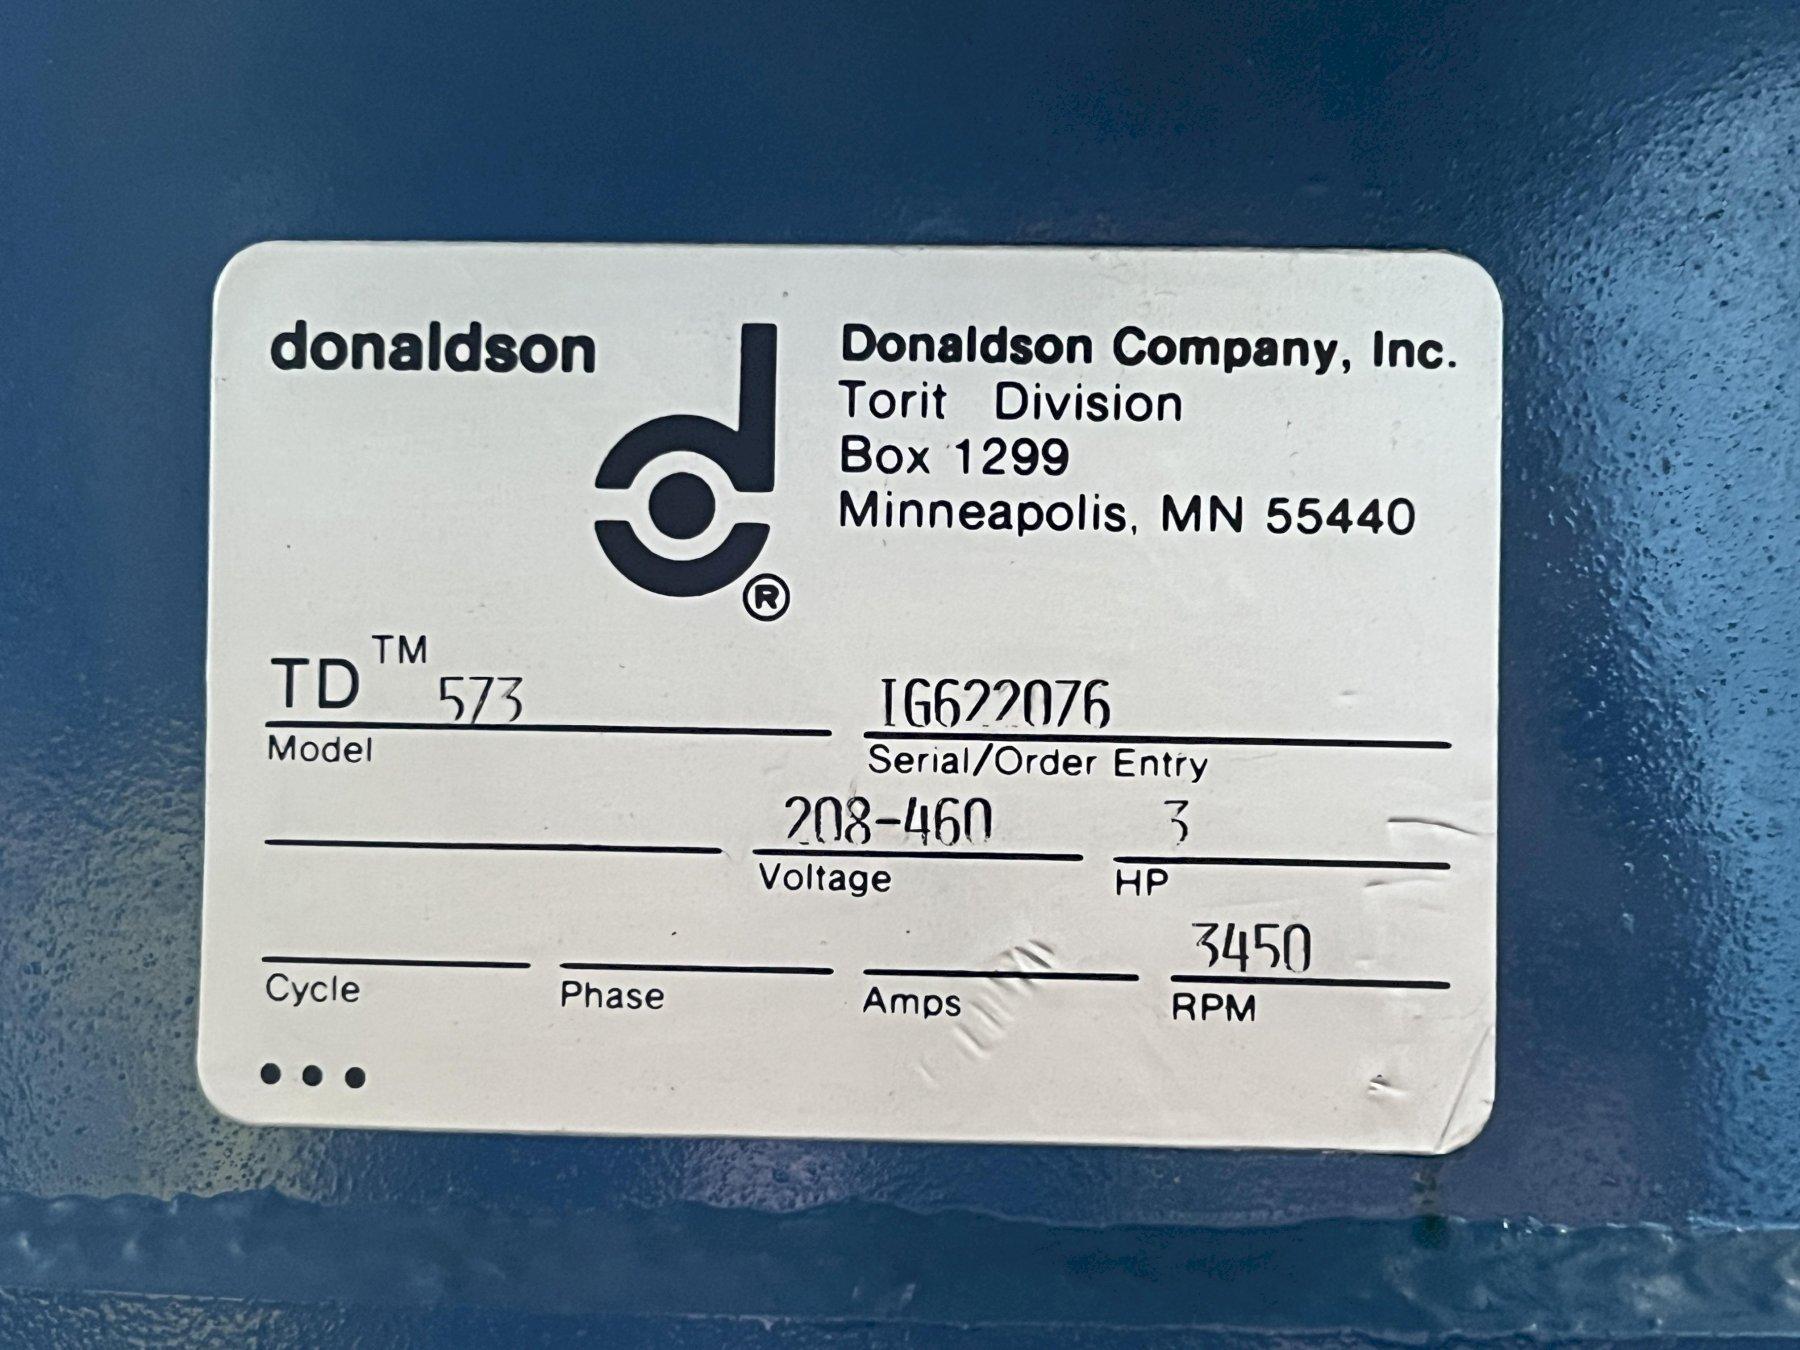 donaldson
Donaldson Company, Inc.
Torit Division
Box 1299
Minneapolis, MN 55440
®
TD™ 573
Model
IG622076
Serial/Order Entry
208-460
Voltage
3
HP
Cycle
Phase
Amps
3450
RPM